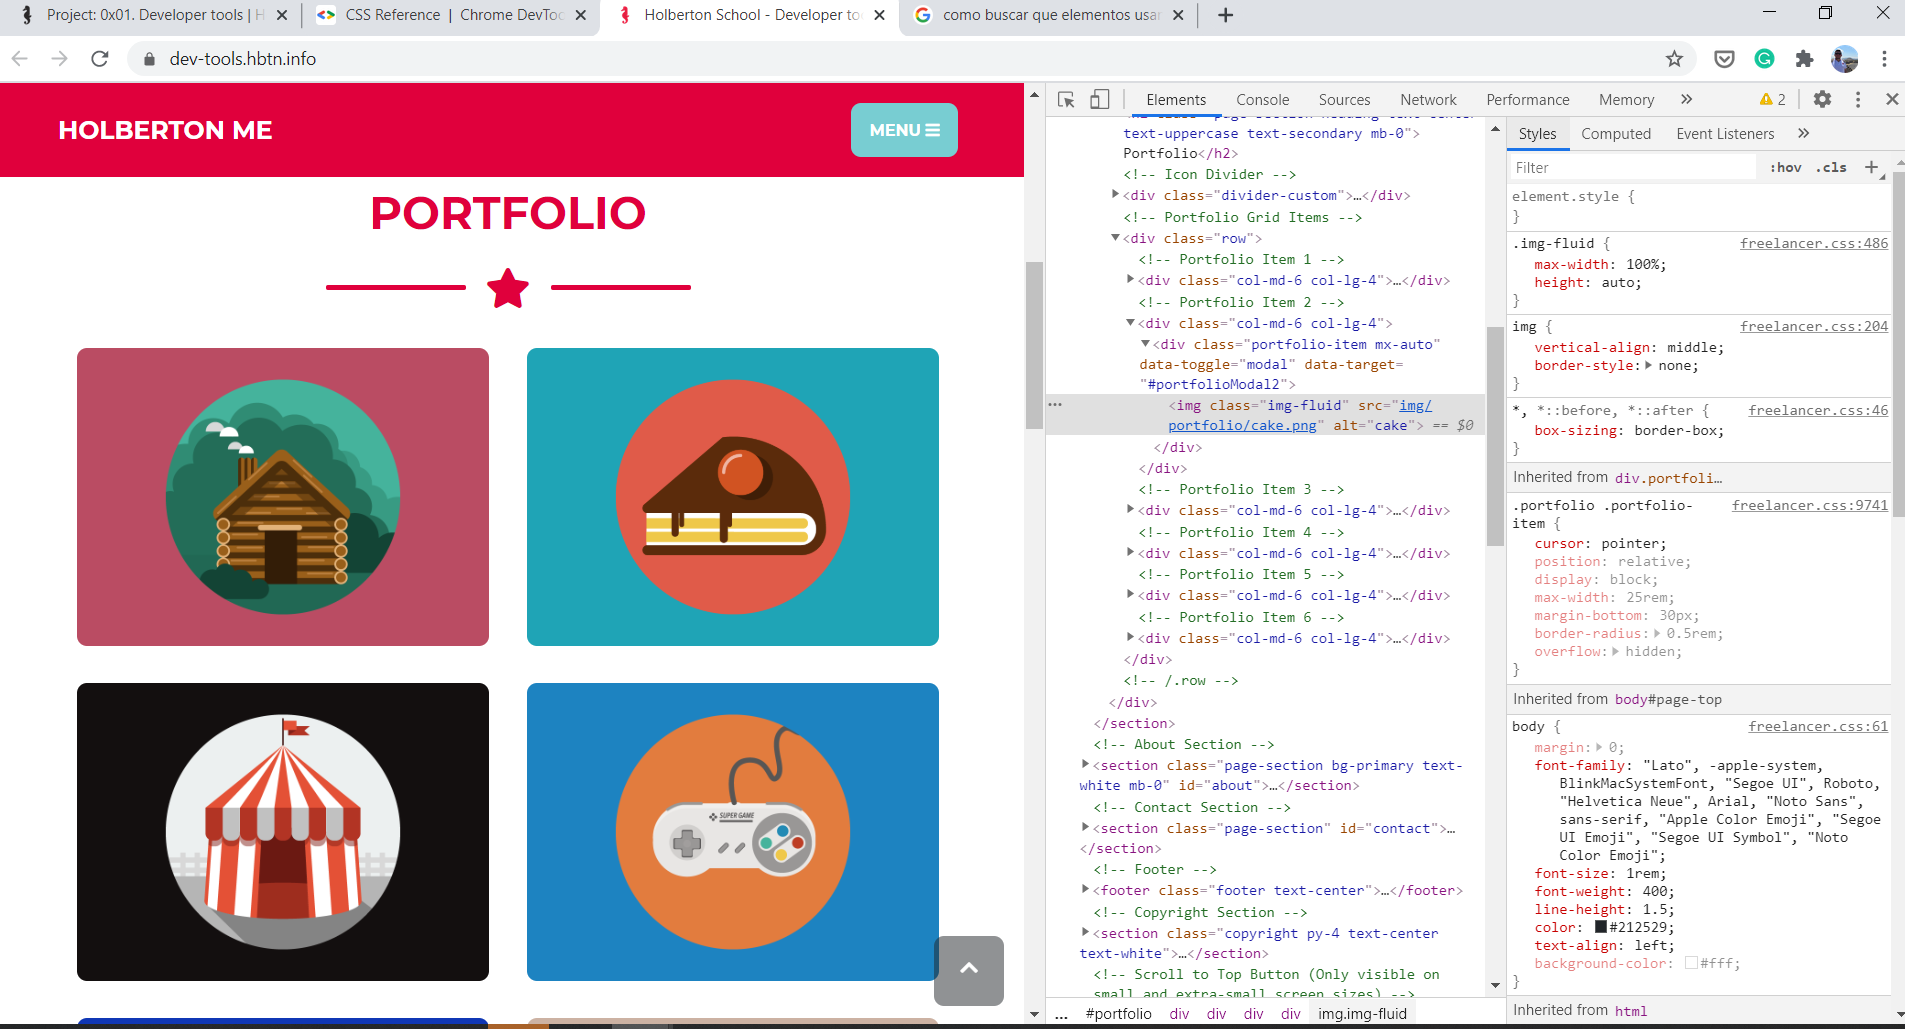 Project: 0x01. Developer tools | H
CSS Reference | Chrome DevToo
Holberton School - Developer too
como buscar que elementos usan
dev-tools.hbtn.info
HOLBERTON ME
MENU
PORTFOLIO
SUPER GAME
Elements Console Sources Network Performance Memory » 2
text-uppercase text-secondary mb-0">
Portfolio</h2>
<!-- Icon Divider -->
<div class="divider-custom">…</div>
<!-- Portfolio Grid Items -->
<div class="row">
<!-- Portfolio Item 1 -->
<div class="col-md-6 col-lg-4">…</div>
<!-- Portfolio Item 2 -->
<div class="col-md-6 col-lg-4">
<div class="portfolio-item mx-auto"
data-toggle="modal" data-target=
"#portfolioModal2">
<img class="img-fluid" src="img/
portfolio/cake.png" alt="cake"> == $0
</div>
</div>
<!-- Portfolio Item 3 -->
<div class="col-md-6 col-lg-4">…</div>
<!-- Portfolio Item 4 -->
<div class="col-md-6 col-lg-4">…</div>
<!-- Portfolio Item 5 -->
<div class="col-md-6 col-lg-4">…</div>
<!-- Portfolio Item 6 -->
<div class="col-md-6 col-lg-4">…</div>
</div>
<!-- /.row -->
</div>
</section>
<!-- About Section -->
<section class="page-section bg-primary text-
white mb-0" id="about">…</section>
<!-- Contact Section -->
<section class="page-section" id="contact">…
</section>
<!-- Footer -->
<footer class="footer text-center">…</footer>
<!-- Copyright Section -->
<section class="copyright py-4 text-center
text-white">…</section>
<!-- Scroll to Top Button (Only visible on
small and extra-small screen sizes) -->
... #portfolio div div div div img.img-fluid
Styles Computed Event Listeners »
Filter :hov .cls +
element.style {
}
.img-fluid { freelancer.css:486
max-width: 100%;
height: auto;
}
img { freelancer.css:204
vertical-align: middle;
border-style: none;
}
*, *::before, *::after { freelancer.css:46
box-sizing: border-box;
}
Inherited from div.portfoli…
.portfolio .portfolio- freelancer.css:9741
item {
cursor: pointer;
position: relative;
display: block;
max-width: 25rem;
margin-bottom: 30px;
border-radius: 0.5rem;
overflow: hidden;
}
Inherited from body#page-top
body { freelancer.css:61
margin: 0;
font-family: "Lato", -apple-system,
BlinkMacSystemFont, "Segoe UI", Roboto,
"Helvetica Neue", Arial, "Noto Sans",
sans-serif, "Apple Color Emoji", "Segoe
UI Emoji", "Segoe UI Symbol", "Noto
Color Emoji";
font-size: 1rem;
font-weight: 400;
line-height: 1.5;
color: #212529;
text-align: left;
background-color: #fff;
}
Inherited from html